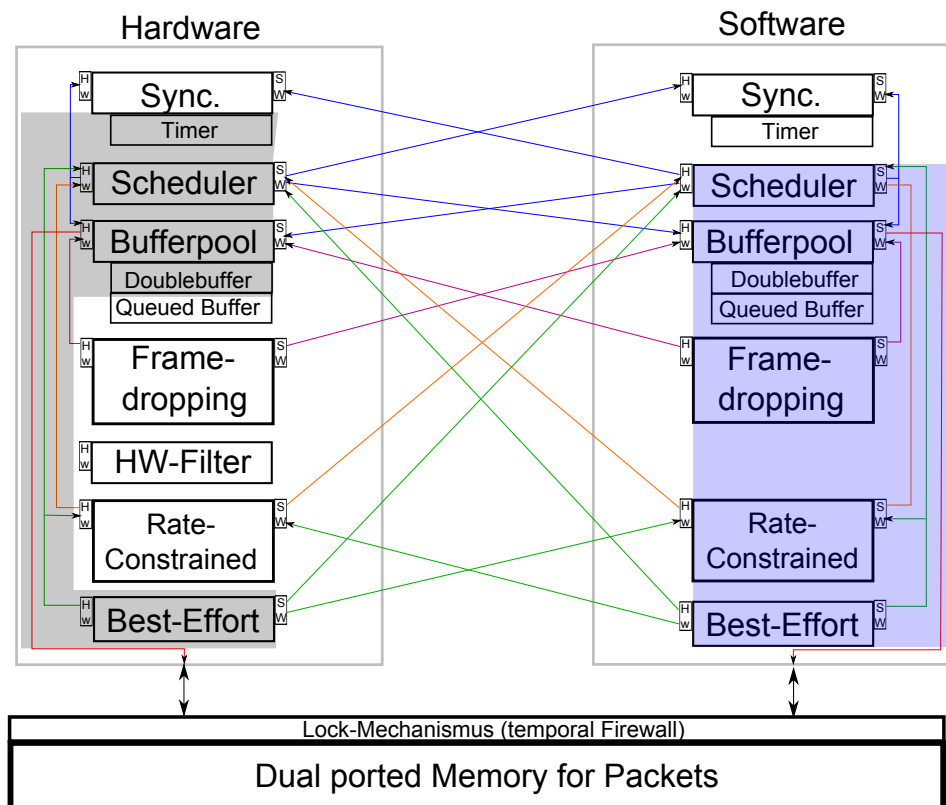 Hardware
Software
H
w
Sync.
S
W
Timer
H
w
Scheduler
S
W
H
w
Bufferpool
S
W
Doublebuffer
Queued Buffer
H
w
Frame-
dropping
S
W
H
w
HW-Filter
S
W
H
w
Rate-
Constrained
S
W
H
w
Best-Effort
S
W
H
w
Sync.
S
W
Timer
H
w
Scheduler
S
W
H
w
Bufferpool
S
W
Doublebuffer
Queued Buffer
H
w
Frame-
dropping
S
W
H
w
Rate-
Constrained
S
W
H
w
Best-Effort
S
W
Lock-Mechanismus (temporal Firewall)
Dual ported Memory for Packets